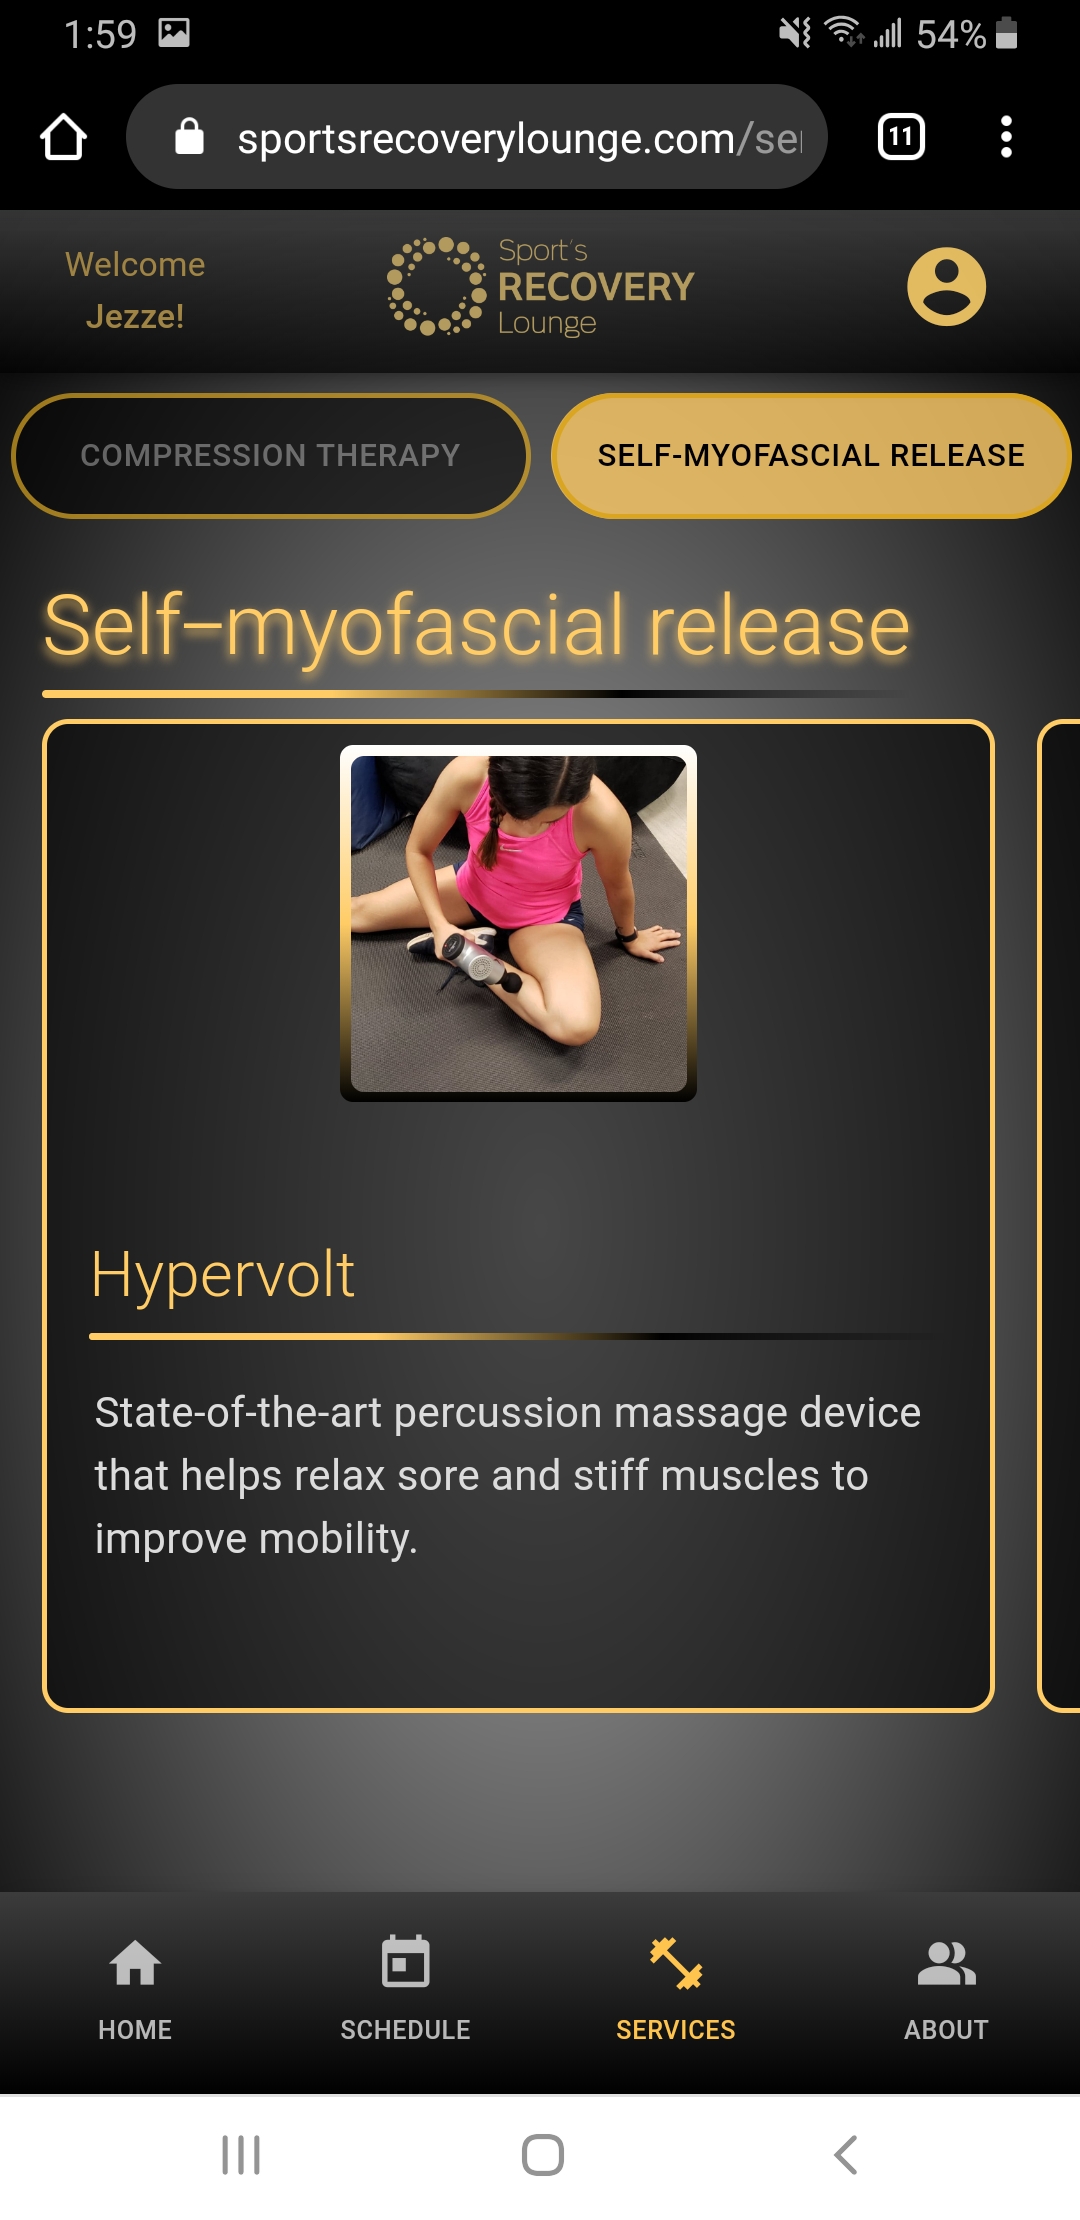 1:59
54%
sportsrecoverylounge.com/se
11
Welcome
Jezze!
Sport's
RECOVERY
Lounge
COMPRESSION THERAPY
SELF-MYOFASCIAL RELEASE
Self-myofascial release
Hypervolt
State-of-the-art percussion massage device
that helps relax sore and stiff muscles to
improve mobility.
HOME
SCHEDULE
SERVICES
ABOUT